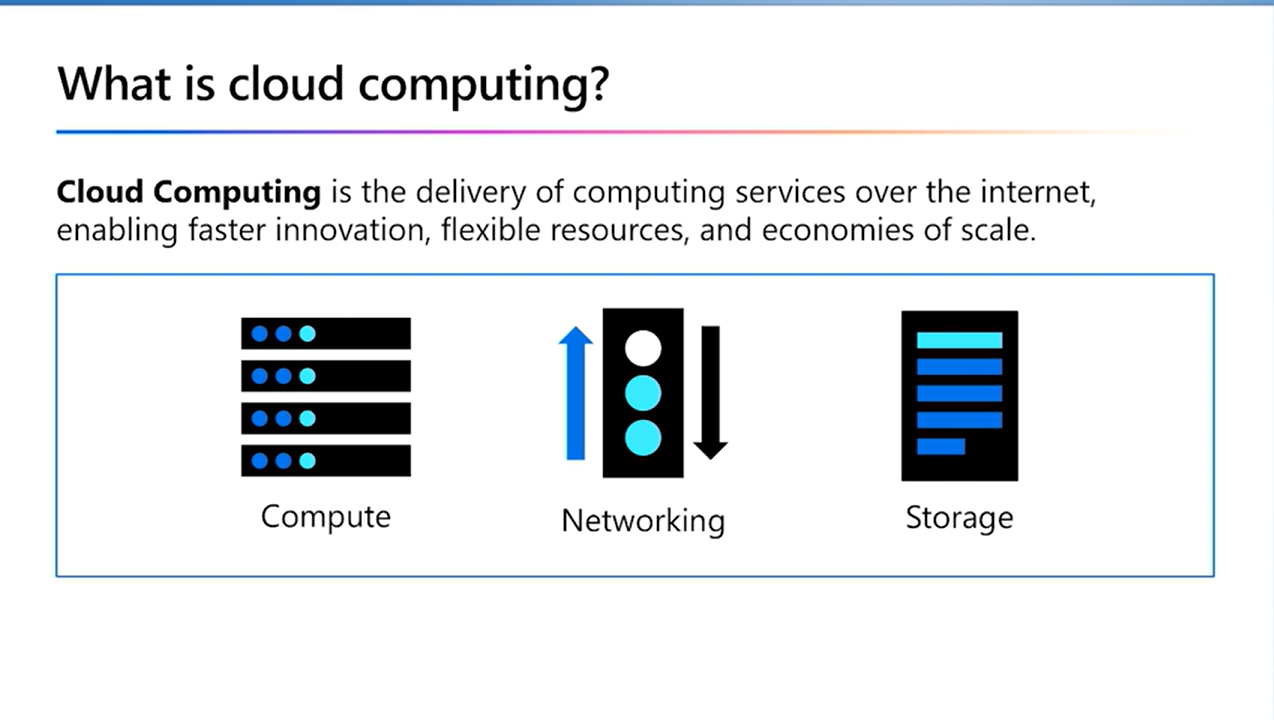 What is cloud computing?
Cloud Computing is the delivery of computing services over the internet,
enabling faster innovation, flexible resources, and economies of scale.
Compute
Networking
Storage